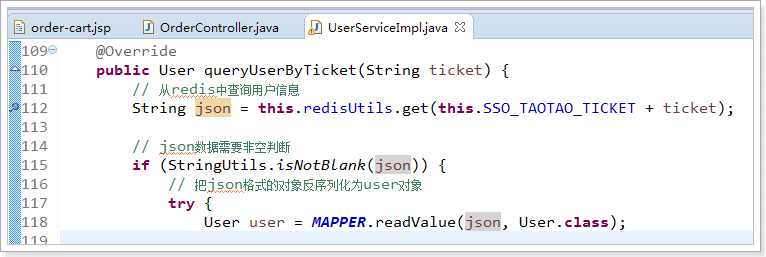 order-cart.jsp OrderController.java UserServiceImpl.java
109 @Override
110 public User queryUserByTicket(String ticket) {
111 // 从redis中查询用户信息
112 String json = this.redisUtils.get(this.SSO_TAOTAO_TICKET + ticket);
113
114 // json数据需要非空判断
115 if (StringUtils.isNotBlank(json)) {
116 // 把json格式的对象反序列化为user对象
117 try {
118 User user = MAPPER.readValue(json, User.class);
119